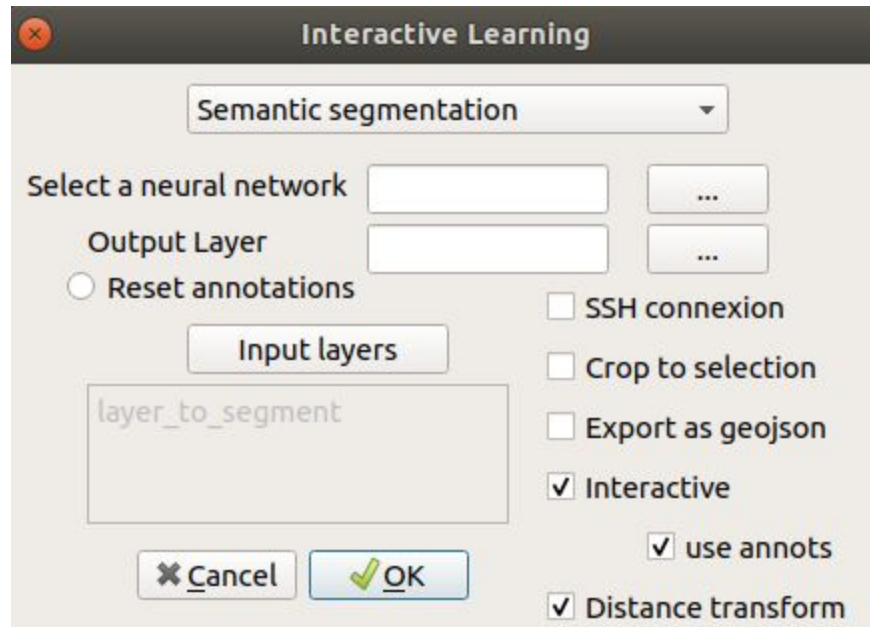 Interactive Learning
Semantic segmentation
Select a neural network
...
Output Layer
...
Reset annotations
SSH connexion
Input layers
Crop to selection
layer_to_segment
Export as geojson
Interactive
use annots
Cancel
OK
Distance transform